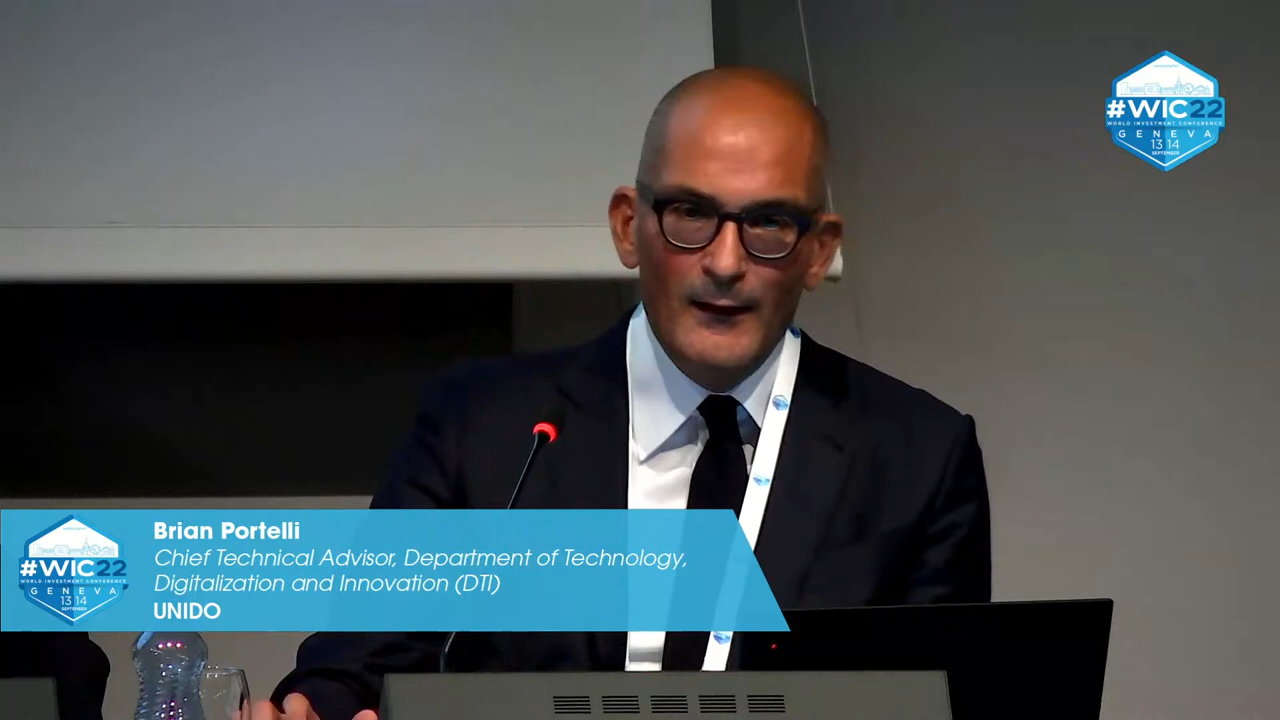 #WIC22
WORLD INVESTMENT CONFERENCE
GENEVA
13 14
SEPTEMBER
Brian Portelli
Chief Technical Advisor, Department of Technology,
Digitalization and Innovation (DTI)
UNIDO
#WIC22
WORLD INVESTMENT CONFERENCE
GENEVA
13 14
SEPTEMBER